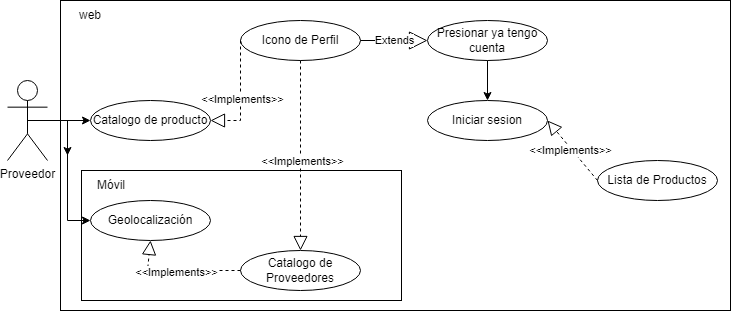 web
Icono de Perfil
Extends
Presionar ya tengo
cuenta
<<Implements>>
Catalogo de producto
Iniciar sesion
<<Implements>>
<<Implements>>
Proveedor
Lista de Productos
Móvil
Geolocalización
<<Implements>>
Catalogo de
Proveedores